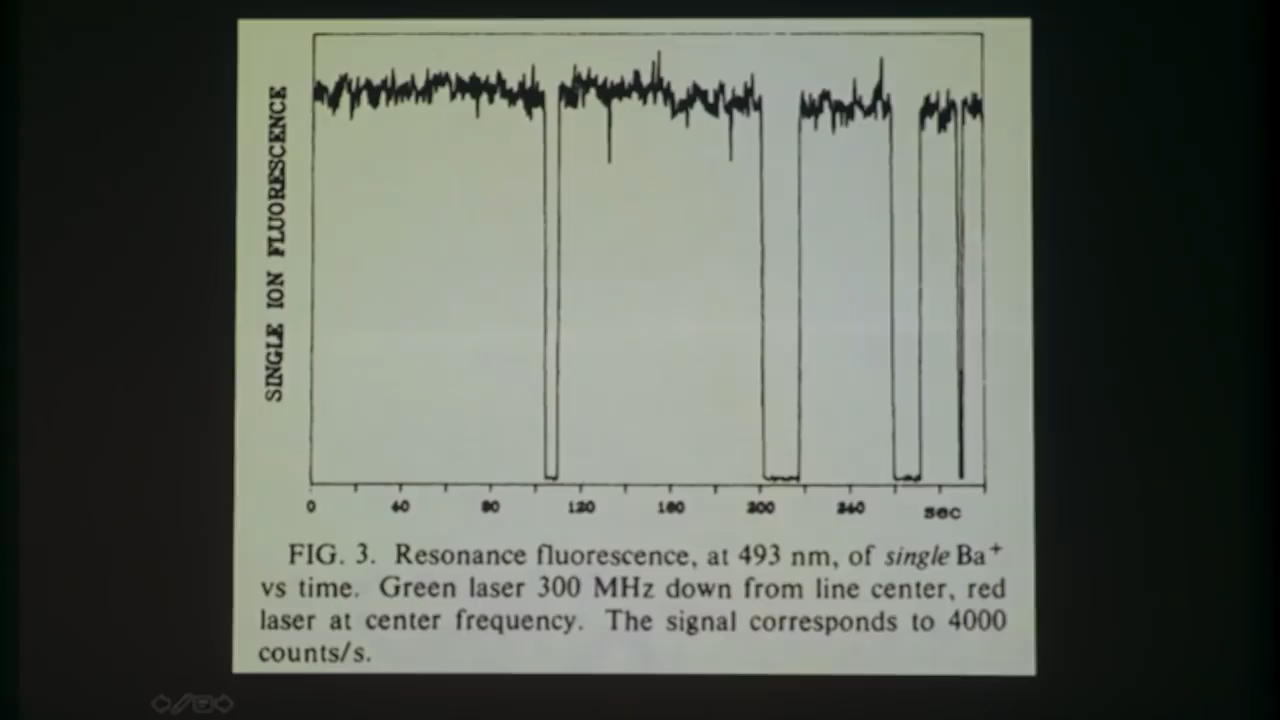 SINGLE ION FLUORESCENCE
0 40 80 120 160 200 240 sec
FIG. 3. Resonance fluorescence, at 493 nm, of single Ba+
vs time. Green laser 300 MHz down from line center, red
laser at center frequency. The signal corresponds to 4000
counts/s.